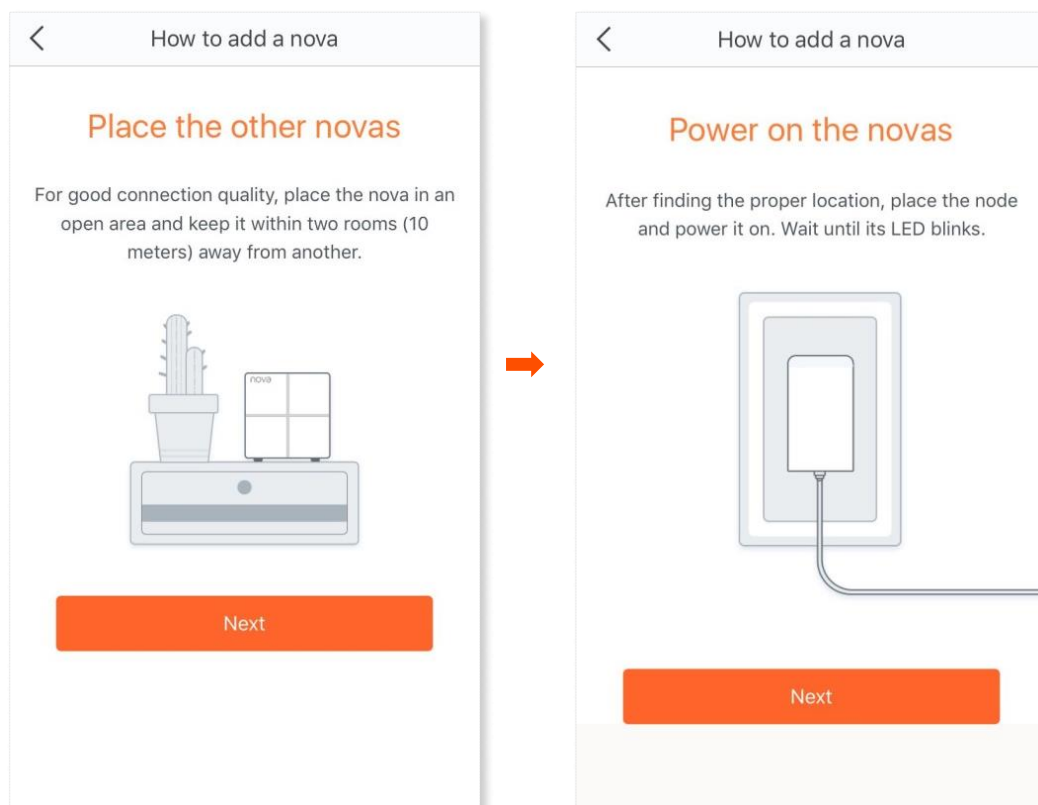 How to add a nova
Place the other novas
For good connection quality, place the nova in an
open area and keep it within two rooms (10
meters) away from another.
nova
Next
How to add a nova
Power on the novas
After finding the proper location, place the node
and power it on. Wait until its LED blinks.
Next